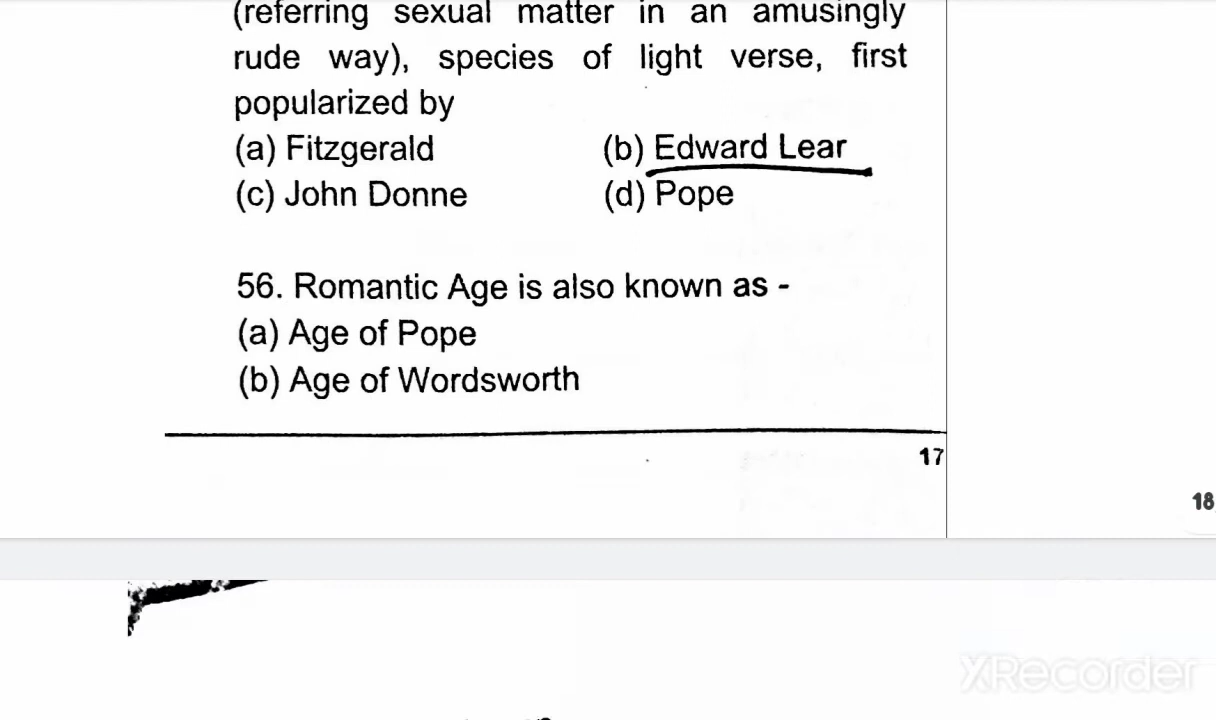 (referring sexual matter in an amusingly
rude way), species of light verse, first
popularized by
(a) Fitzgerald (b) Edward Lear
(c) John Donne (d) Pope
56. Romantic Age is also known as -
(a) Age of Pope
(b) Age of Wordsworth
17
18
XRecorder